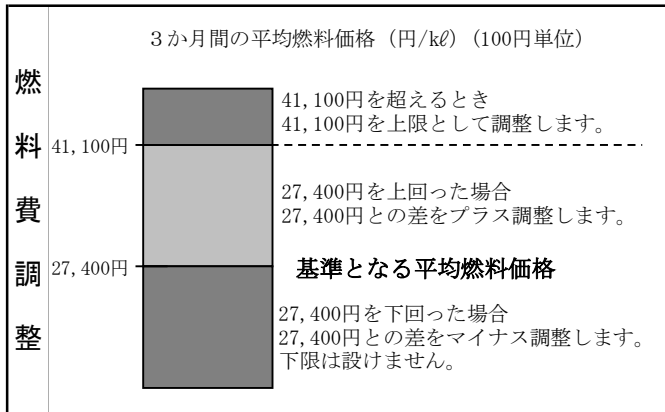 燃料費調整
3か月間の平均燃料価格（円/kℓ）（100円単位）
41,100円を超えるとき
41,100円を上限として調整します。
41,100円
27,400円を上回った場合
27,400円との差をプラス調整します。
27,400円
基準となる平均燃料価格
27,400円を下回った場合
27,400円との差をマイナス調整します。
下限は設けません。